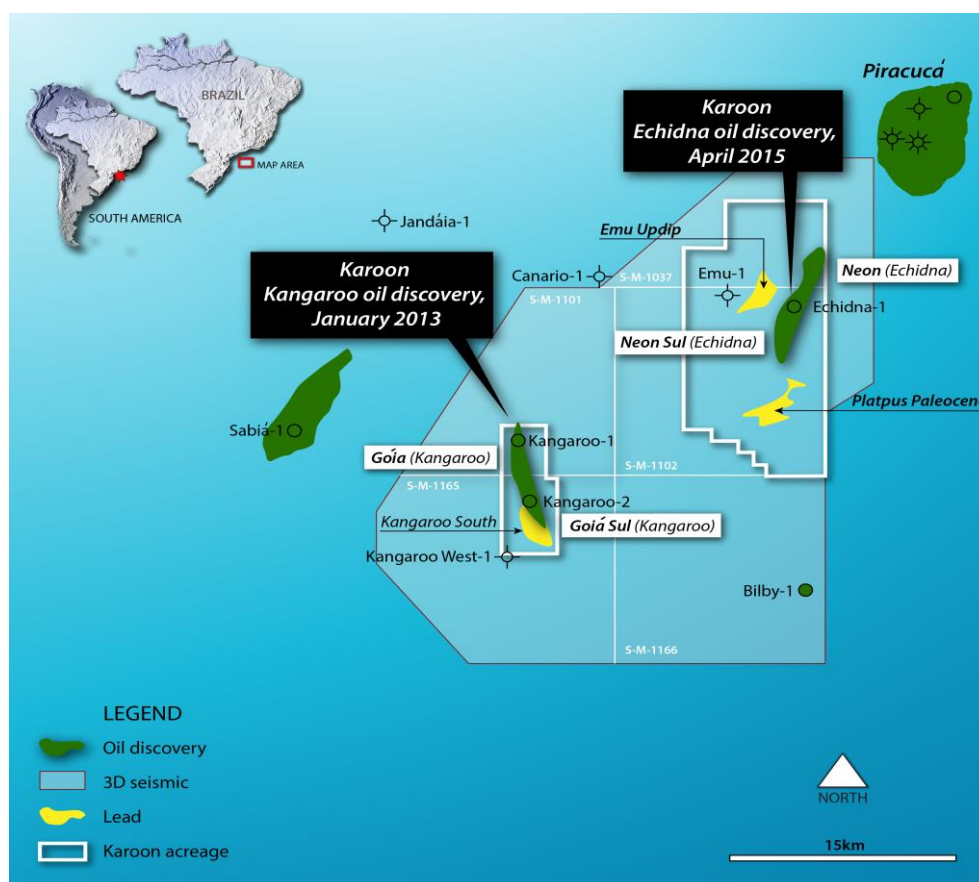 BRAZIL
MAP AREA
SOUTH AMERICA
Piracucá
Karoon
Echidna oil discovery,
April 2015
Jandáia-1
Emu Updip
Karoon
Kangaroo oil discovery,
January 2013
Canario-1
S-M-1037
Emu-1
Neon (Echidna)
S-M-1101
Echidna-1
Neon Sul (Echidna)
Platpus Paleocen
Sabiá-1
Kangaroo-1
Goía (Kangaroo)
S-M-1102
S-M-1165
Kangaroo-2
Kangaroo South
Goiá Sul (Kangaroo)
Kangaroo West-1
Bilby-1
S-M-1166
LEGEND
Oil discovery
3D seismic
Lead
Karoon acreage
NORTH
15km